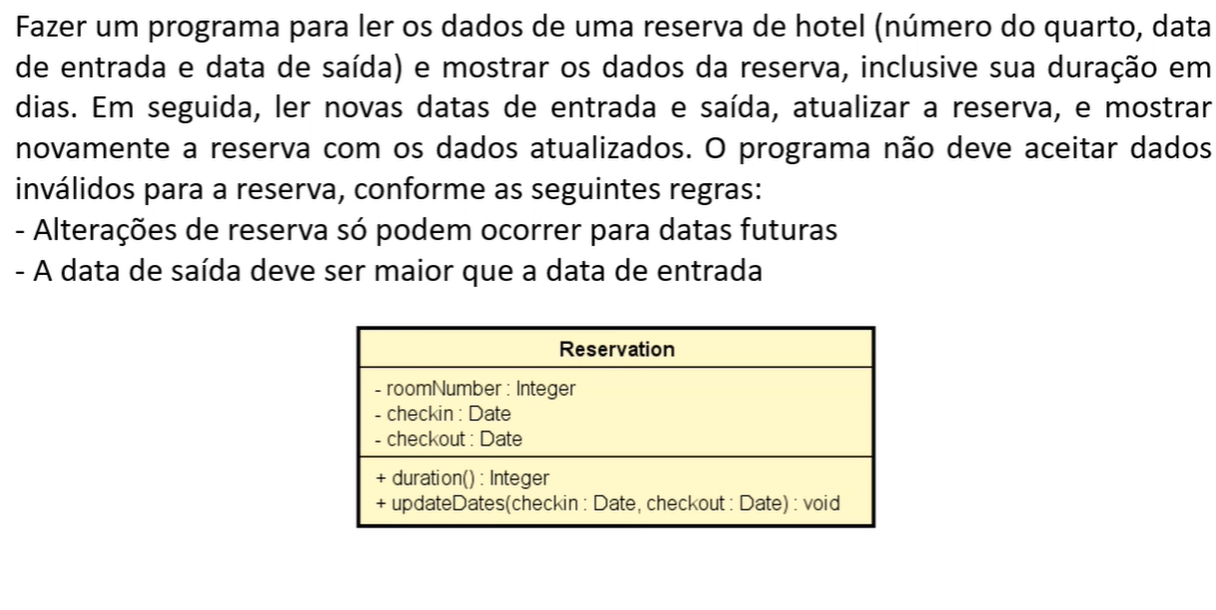 Fazer um programa para ler os dados de uma reserva de hotel (número do quarto, data
de entrada e data de saída) e mostrar os dados da reserva, inclusive sua duração em
dias. Em seguida, ler novas datas de entrada e saída, atualizar a reserva, e mostrar
novamente a reserva com os dados atualizados. O programa não deve aceitar dados
inválidos para a reserva, conforme as seguintes regras:
- Alterações de reserva só podem ocorrer para datas futuras
- A data de saída deve ser maior que a data de entrada
Reservation
- roomNumber : Integer
- checkin : Date
- checkout : Date
+ duration() : Integer
+ updateDates(checkin : Date, checkout : Date) : void